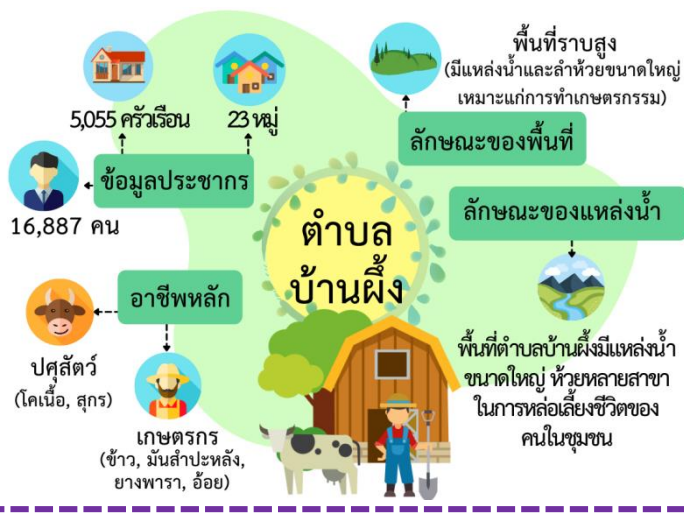 ตำบล
บ้านผึ้ง
ข้อมูลประชากร
5,055 ครัวเรือน
23 หมู่
16,887 คน
ลักษณะของพื้นที่
พื้นที่ราบสูง
(มีแหล่งน้ำและลำห้วยขนาดใหญ่
เหมาะแก่การทำเกษตรกรรม)
ลักษณะของแหล่งน้ำ
พื้นที่ตำบลบ้านผึ้งมีแหล่งน้ำ
ขนาดใหญ่ ห้วยหลายสาขา
ในการหล่อเลี้ยงชีวิตของ
คนในชุมชน
อาชีพหลัก
ปศุสัตว์
(โคเนื้อ, สุกร)
เกษตรกร
(ข้าว, มันสำปะหลัง,
ยางพารา, อ้อย)